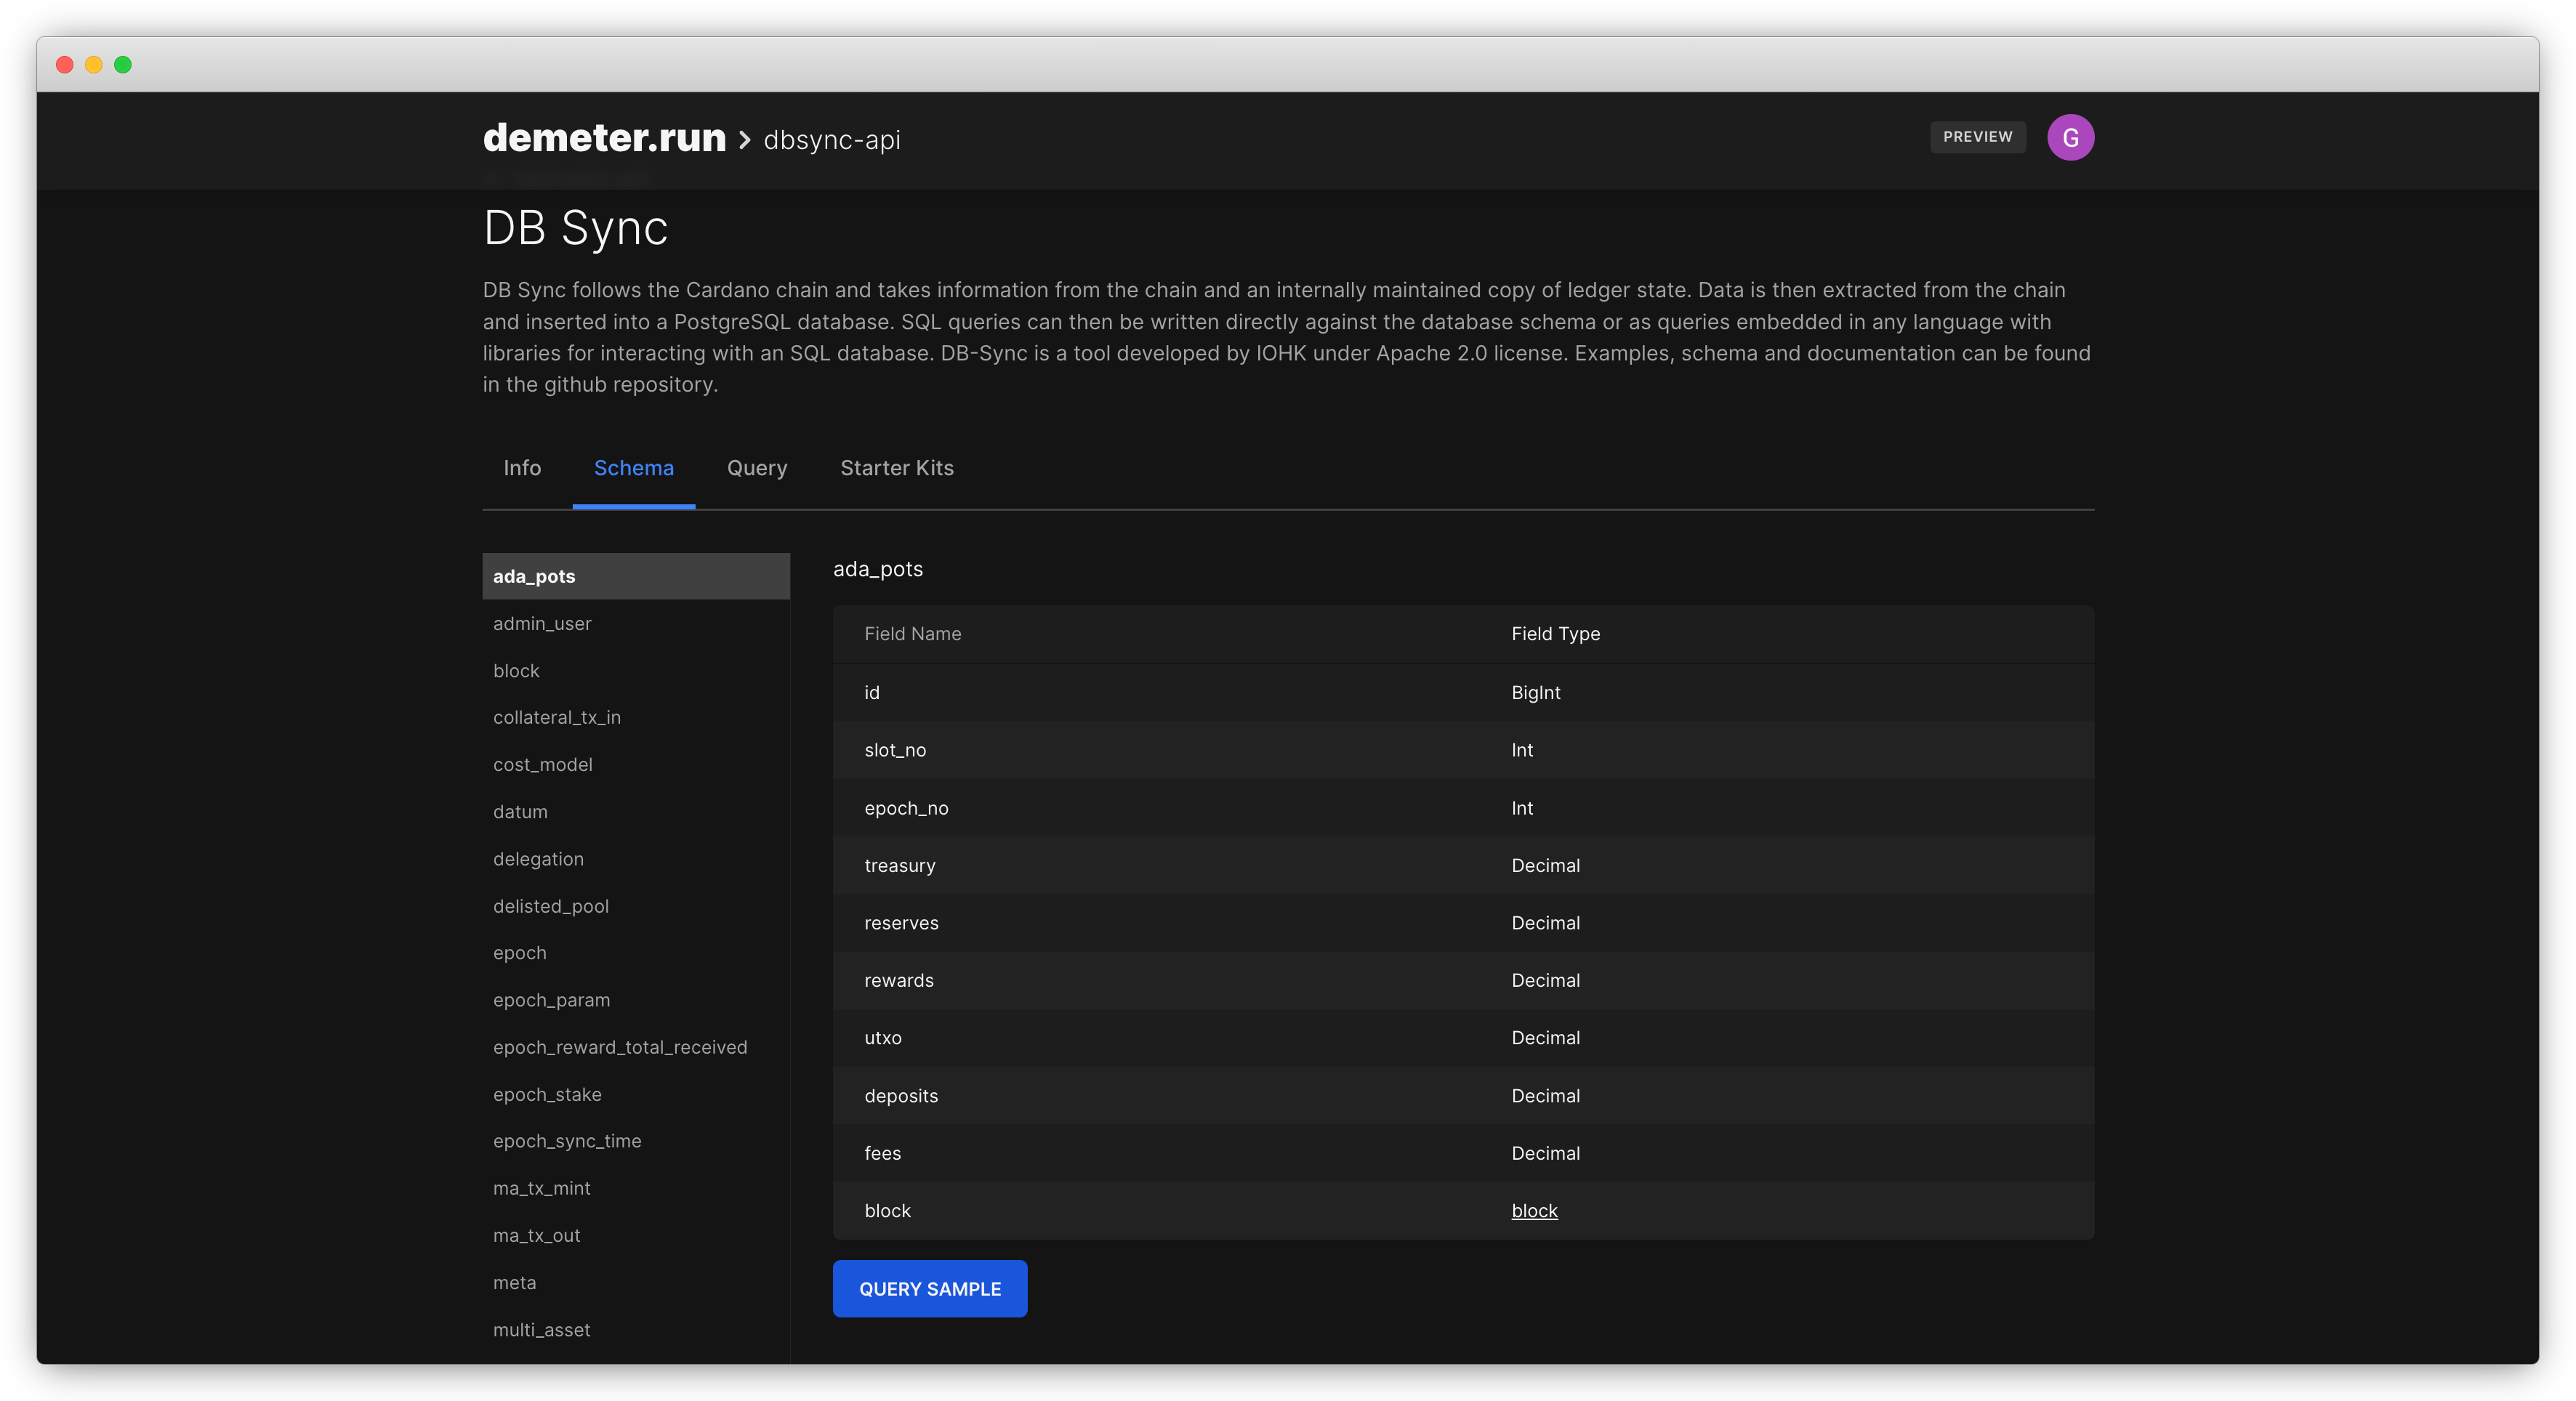 demeter.run > dbsync-api
PREVIEW
G
DB Sync
DB Sync follows the Cardano chain and takes information from the chain and an internally maintained copy of ledger state. Data is then extracted from the chain
and inserted into a PostgreSQL database. SQL queries can then be written directly against the database schema or as queries embedded in any language with
libraries for interacting with an SQL database. DB-Sync is a tool developed by IOHK under Apache 2.0 license. Examples, schema and documentation can be found
in the github repository.
Info Schema Query Starter Kits
ada_pots
admin_user
block
collateral_tx_in
cost_model
datum
delegation
delisted_pool
epoch
epoch_param
epoch_reward_total_received
epoch_stake
epoch_sync_time
ma_tx_mint
ma_tx_out
meta
multi_asset
ada_pots
Field Name Field Type
id BigInt
slot_no Int
epoch_no Int
treasury Decimal
reserves Decimal
rewards Decimal
utxo Decimal
deposits Decimal
fees Decimal
block block
QUERY SAMPLE